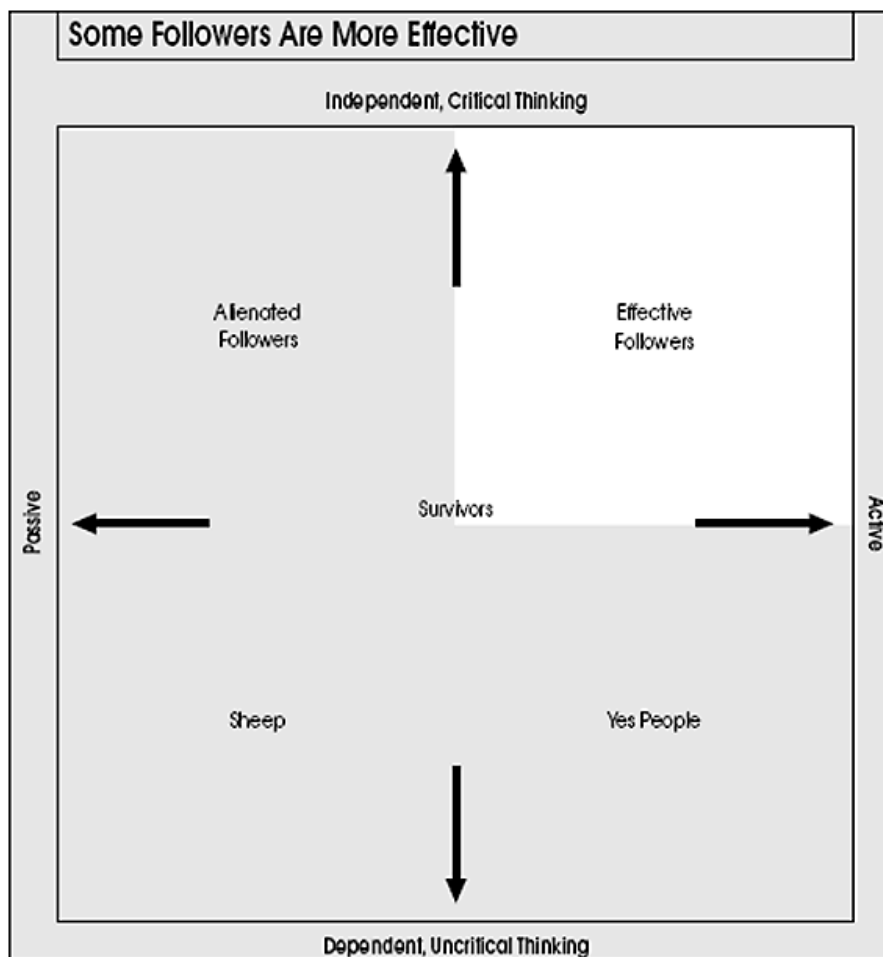 Some Followers Are More Effective
Independent, Critical Thinking
Alienated
Followers
Effective
Followers
Passive
Survivors
Active
Sheep
Yes People
Dependent, Uncritical Thinking